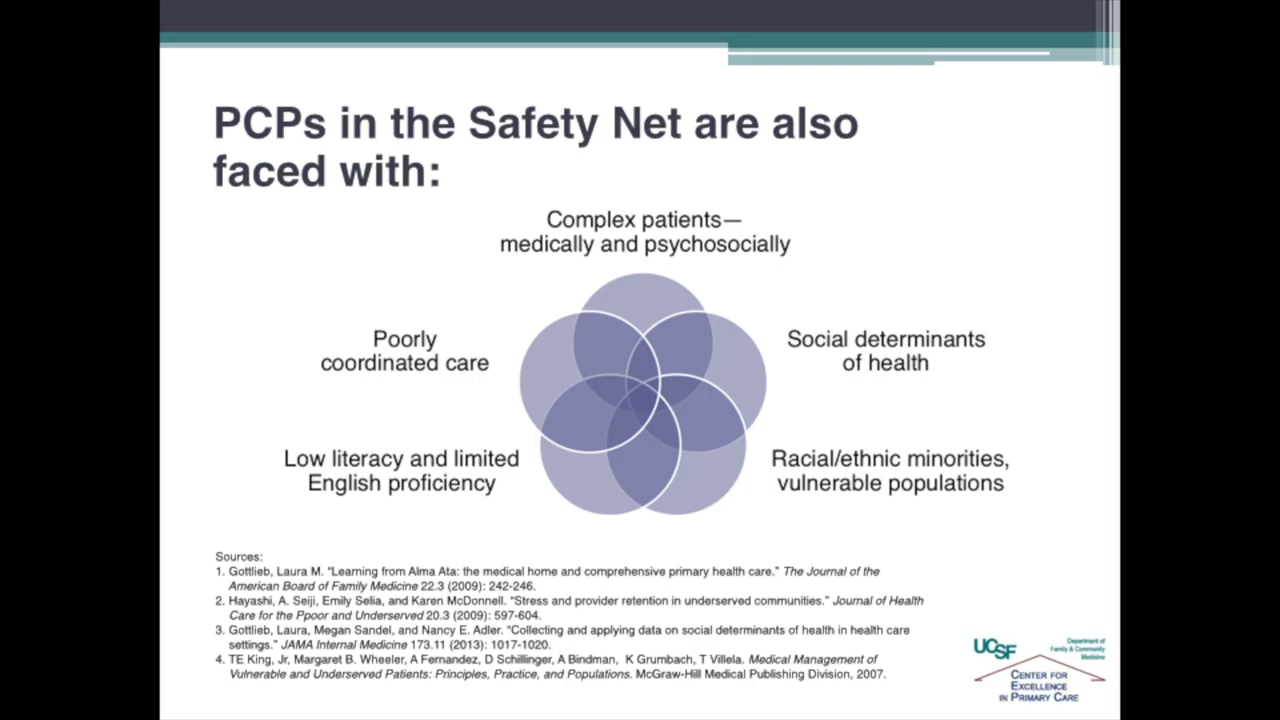 PCPs in the Safety Net are also
faced with:
Complex patients—
medically and psychosocially
Poorly
coordinated care
Social determinants
of health
Low literacy and limited
English proficiency
Racial/ethnic minorities,
vulnerable populations
Sources:
1. Gottlieb, Laura M. "Learning from Alma Ata: the medical home and comprehensive primary health care." The Journal of the
American Board of Family Medicine 22.3 (2009): 242-246.
2. Hayashi, A. Seiji, Emily Selia, and Karen McDonnell. "Stress and provider retention in underserved communities." Journal of Health
Care for the Ppoor and Underserved 20.3 (2009): 597-604.
3. Gottlieb, Laura, Megan Sandel, and Nancy E. Adler. "Collecting and applying data on social determinants of health in health care
settings." JAMA Internal Medicine 173.11 (2013): 1017-1020.
4. TE King, Jr, Margaret B. Wheeler, A Fernandez, D Schillinger, A Bindman, K Grumbach, T Villela. Medical Management of
Vulnerable and Underserved Patients: Principles, Practice, and Populations. McGraw-Hill Medical Publishing Division, 2007.
UCSF
Department of
Family & Community
Medicine
CENTER FOR
EXCELLENCE
IN PRIMARY CARE